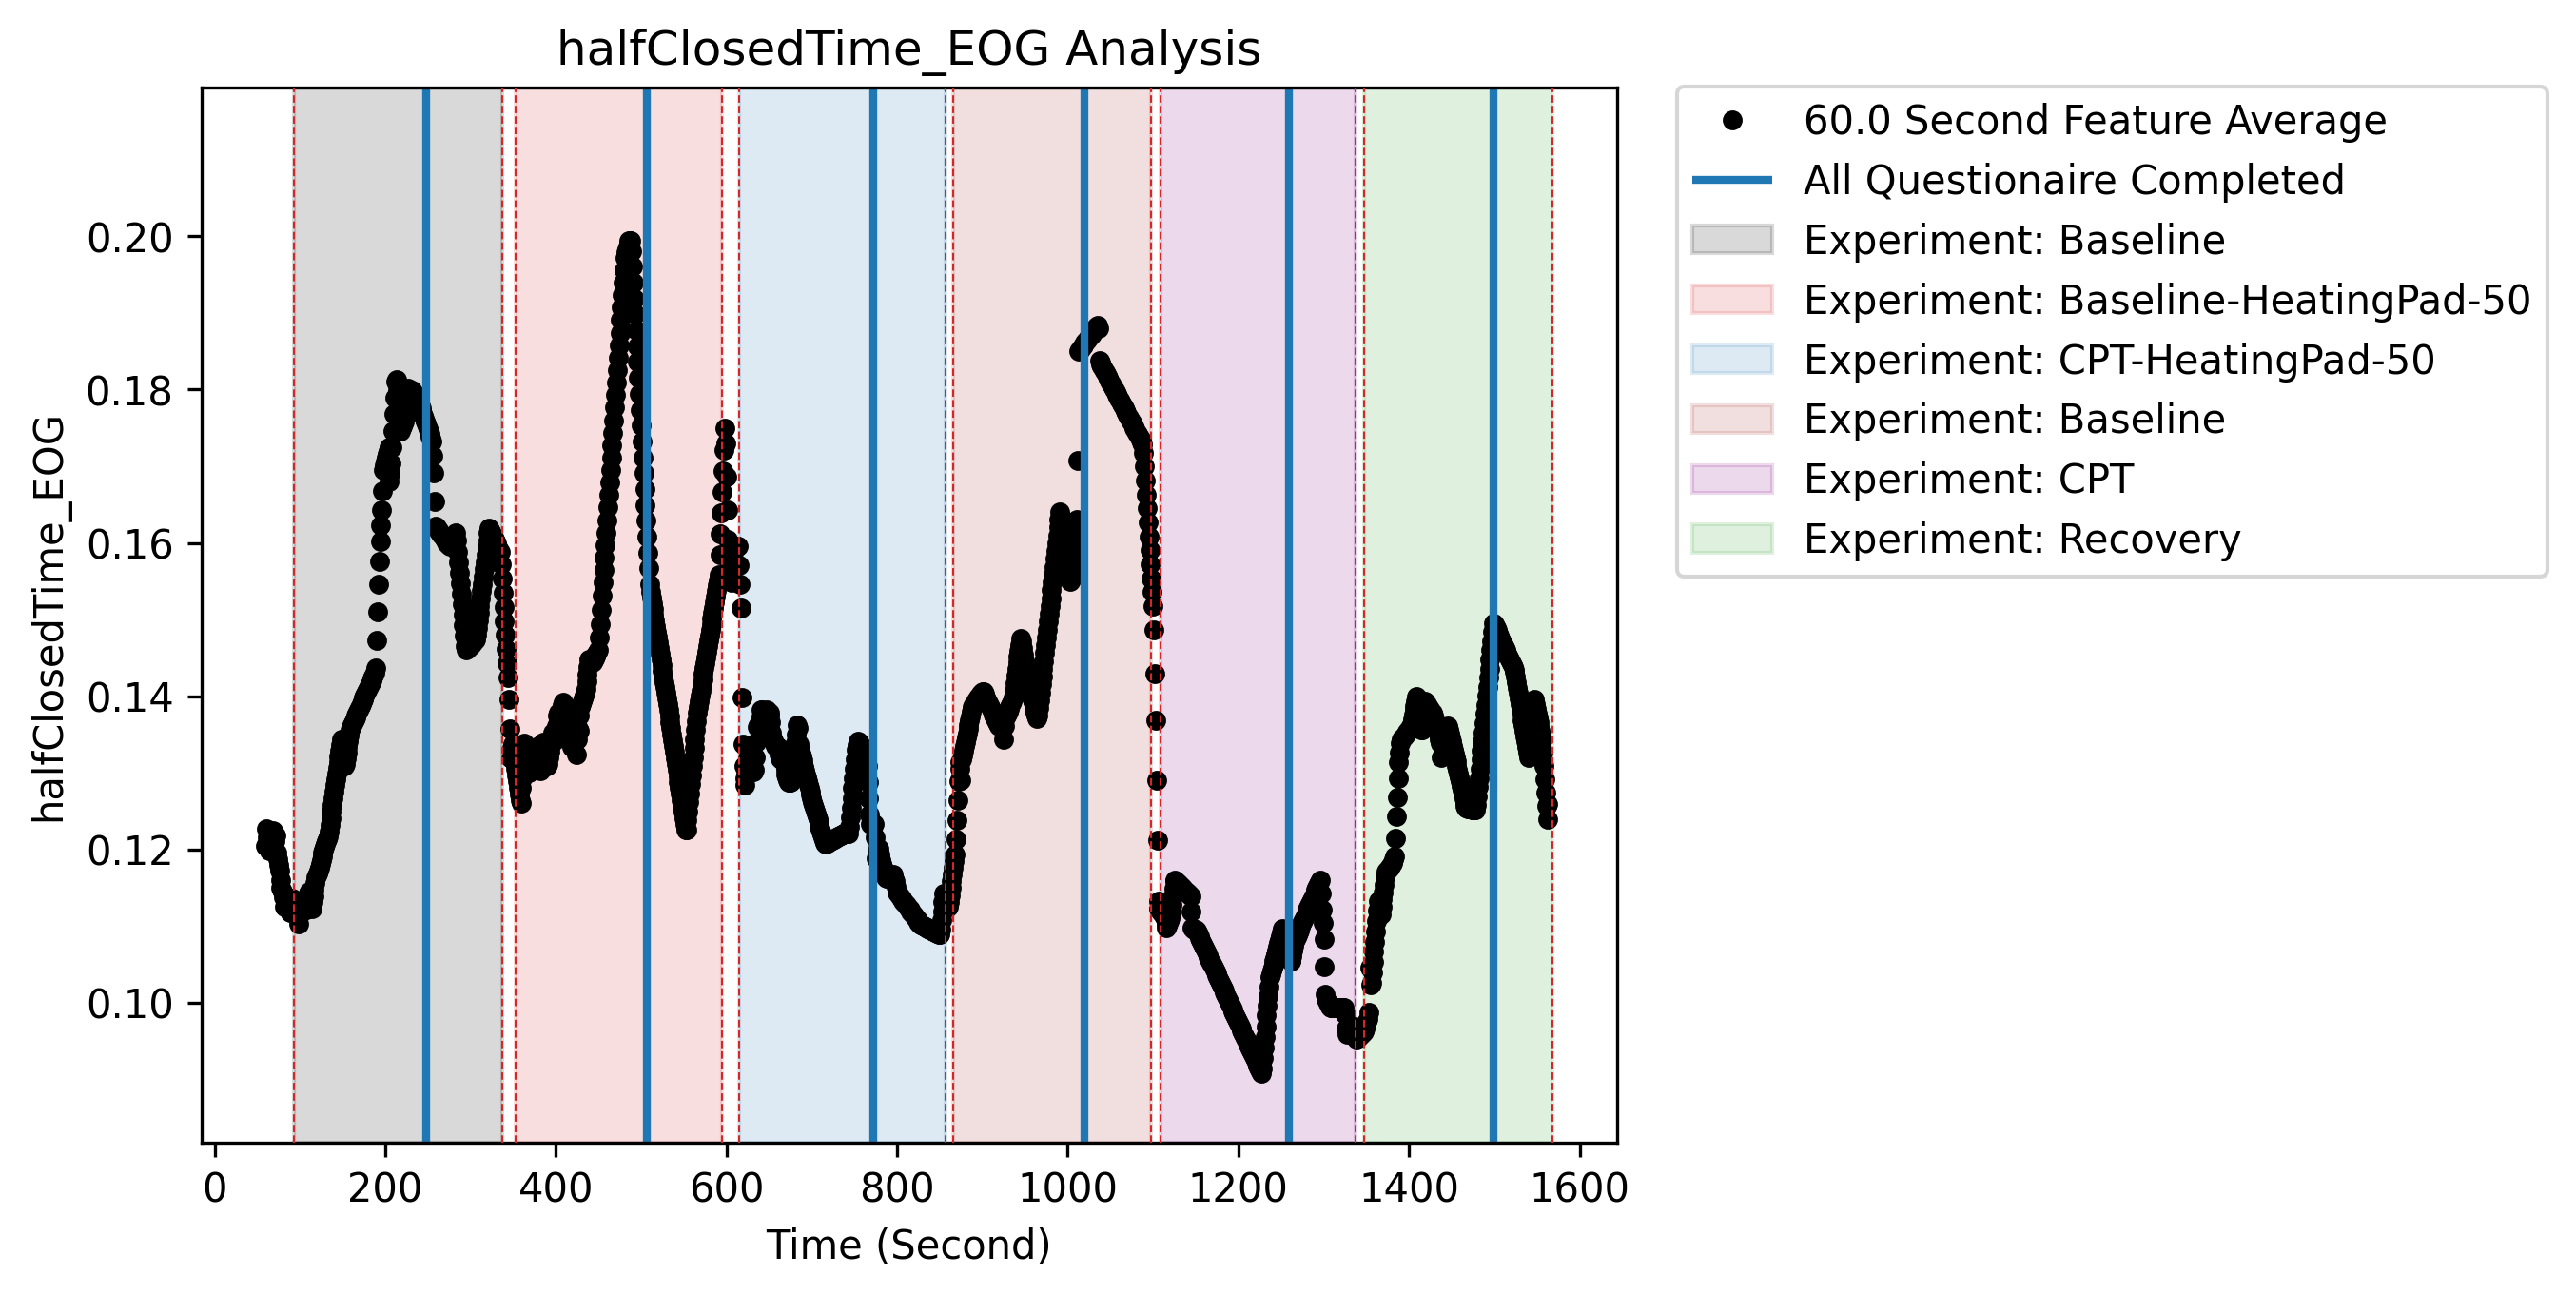 halfClosedTime_EOG Analysis
halfClosedTime_EOG
0.20
0.18
0.16
0.14
0.12
0.10
0 200 400 600 800 1000 1200 1400 1600
Time (Second)
60.0 Second Feature Average
All Questionaire Completed
Experiment: Baseline
Experiment: Baseline-HeatingPad-50
Experiment: CPT-HeatingPad-50
Experiment: Baseline
Experiment: CPT
Experiment: Recovery